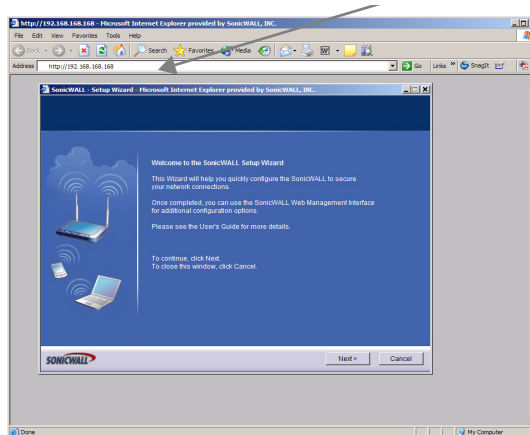 http://192.168.168.168 - Microsoft Internet Explorer provided by SonicWALL, INC.
File Edit View Favorites Tools Help
Back Search Favorites Media
Address http://192.168.168.168 Go Links » SnagIt
SonicWALL - Setup Wizard - Microsoft Internet Explorer provided by SonicWALL, INC.
Welcome to the SonicWALL Setup Wizard
This Wizard will help you quickly configure the SonicWALL to secure
your network connections.
Once completed, you can use the SonicWALL Web Management Interface
for additional configuration options.
Please see the User's Guide for more details.
To continue, click Next.
To close this window, click Cancel.
SONICWALL
Next > Cancel
Done My Computer